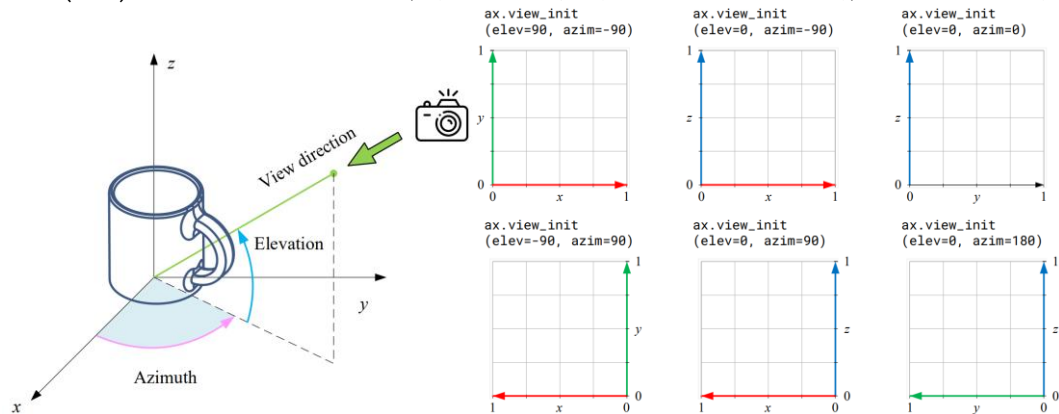 z
View direction
Elevation
y
Azimuth
x
ax.view_init
(elev=90, azim=-90)
1
y
0
0
x
1
ax.view_init
(elev=0, azim=-90)
1
z
0
0
x
1
ax.view_init
(elev=0, azim=0)
1
z
0
0
y
1
ax.view_init
(elev=-90, azim=90)
1
y
0
1
x
0
ax.view_init
(elev=0, azim=90)
1
z
0
1
x
0
ax.view_init
(elev=0, azim=180)
1
z
0
1
y
0